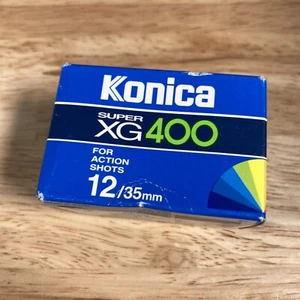 Konica
SUPER
XG400
FOR
ACTION
SHOTS
12/35mm